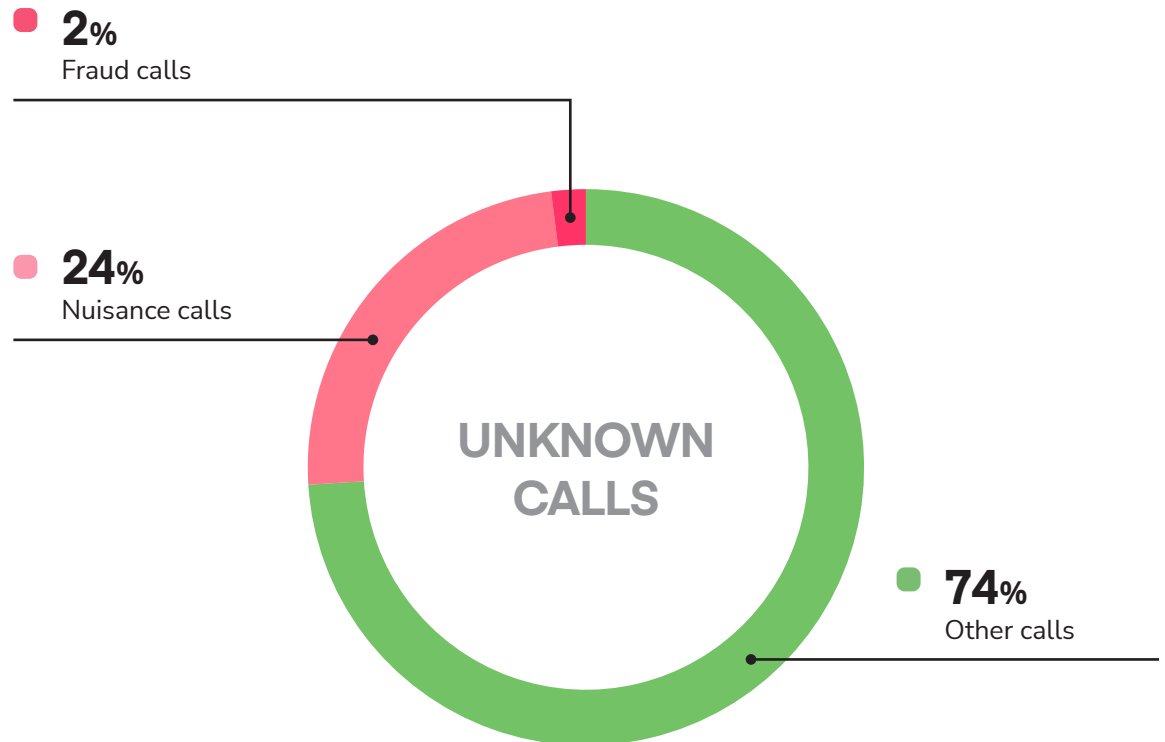 2%
Fraud calls
24%
Nuisance calls
UNKNOWN
CALLS
74%
Other calls